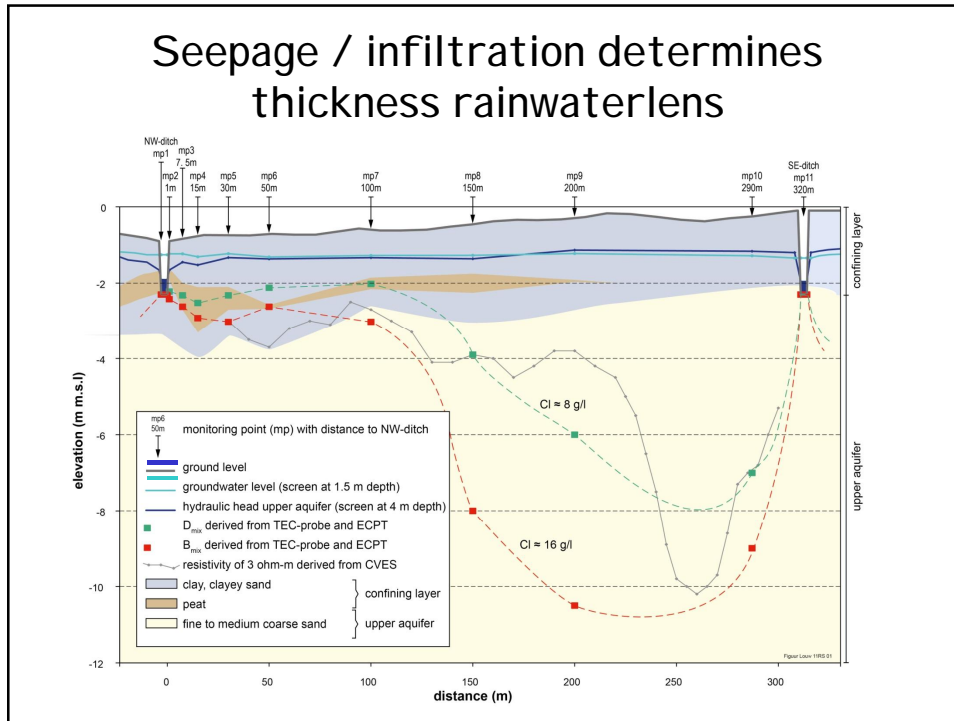 Seepage / infiltration determines
thickness rainwaterlens
NW-ditch
mp1
mp2
1m
mp3
7, 5m
mp4
15m
mp5
30m
mp6
50m
mp7
100m
mp8
150m
mp9
200m
mp10
290m
SE-ditch
mp11
320m
0
-2
-4
-6
-8
-10
-12
elevation (m m.s.l)
confining layer
upper aquifer
Cl ≈ 8 g/l
Cl ≈ 16 g/l
mp6
50m
monitoring point (mp) with distance to NW-ditch
ground level
groundwater level (screen at 1.5 m depth)
hydraulic head upper aquifer (screen at 4 m depth)
Dmix derived from TEC-probe and ECPT
Bmix derived from TEC-probe and ECPT
resistivity of 3 ohm-m derived from CVES
clay, clayey sand
peat
confining layer
fine to medium coarse sand
upper aquifer
Figuur Louw 11RS 01
0 50 100 150 200 250 300
distance (m)